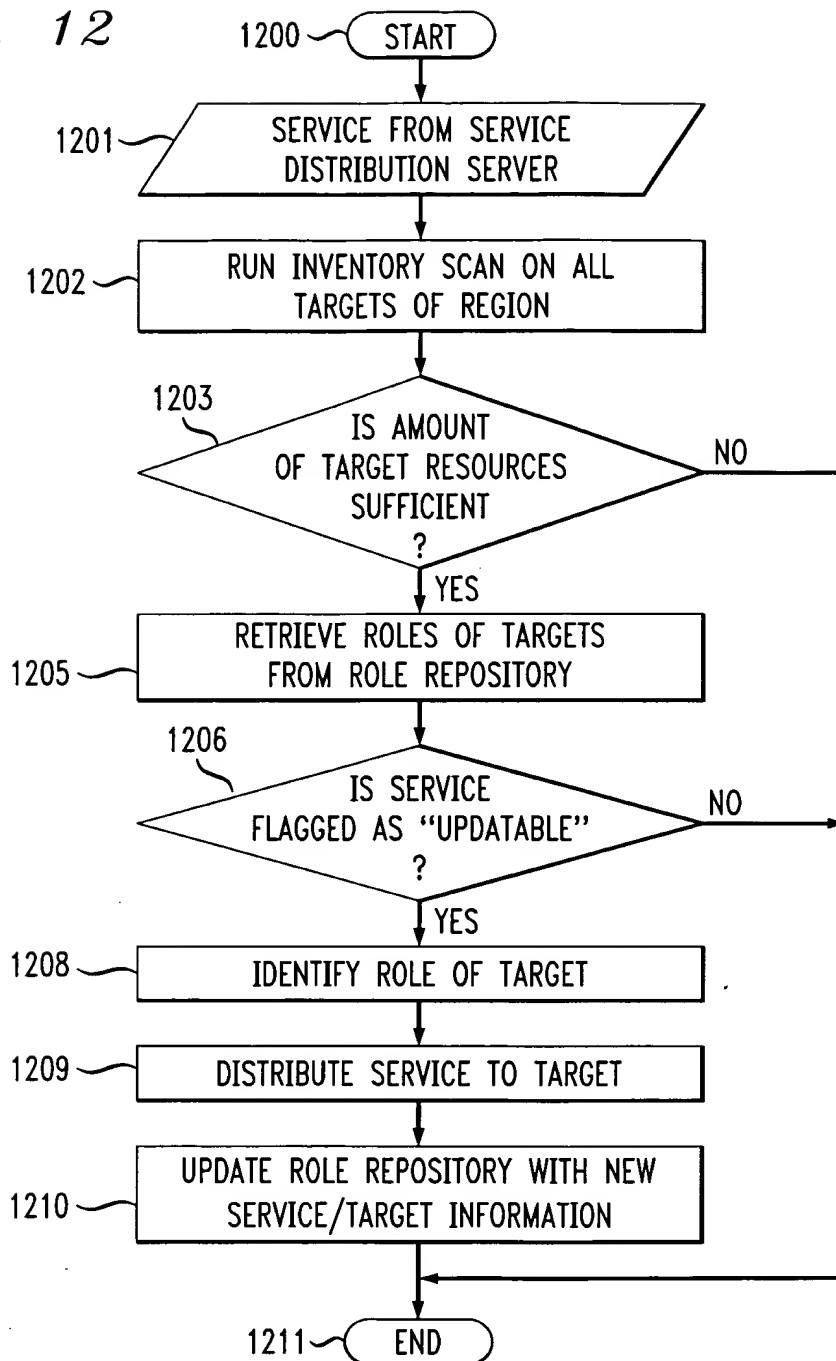 12
1200
START
1201
SERVICE FROM SERVICE
DISTRIBUTION SERVER
1202
RUN INVENTORY SCAN ON ALL
TARGETS OF REGION
1203
IS AMOUNT
OF TARGET RESOURCES
SUFFICIENT
?
NO
YES
1205
RETRIEVE ROLES OF TARGETS
FROM ROLE REPOSITORY
1206
IS SERVICE
FLAGGED AS “UPDATABLE”
?
NO
YES
1208
IDENTIFY ROLE OF TARGET
1209
DISTRIBUTE SERVICE TO TARGET
1210
UPDATE ROLE REPOSITORY WITH NEW
SERVICE/TARGET INFORMATION
1211
END